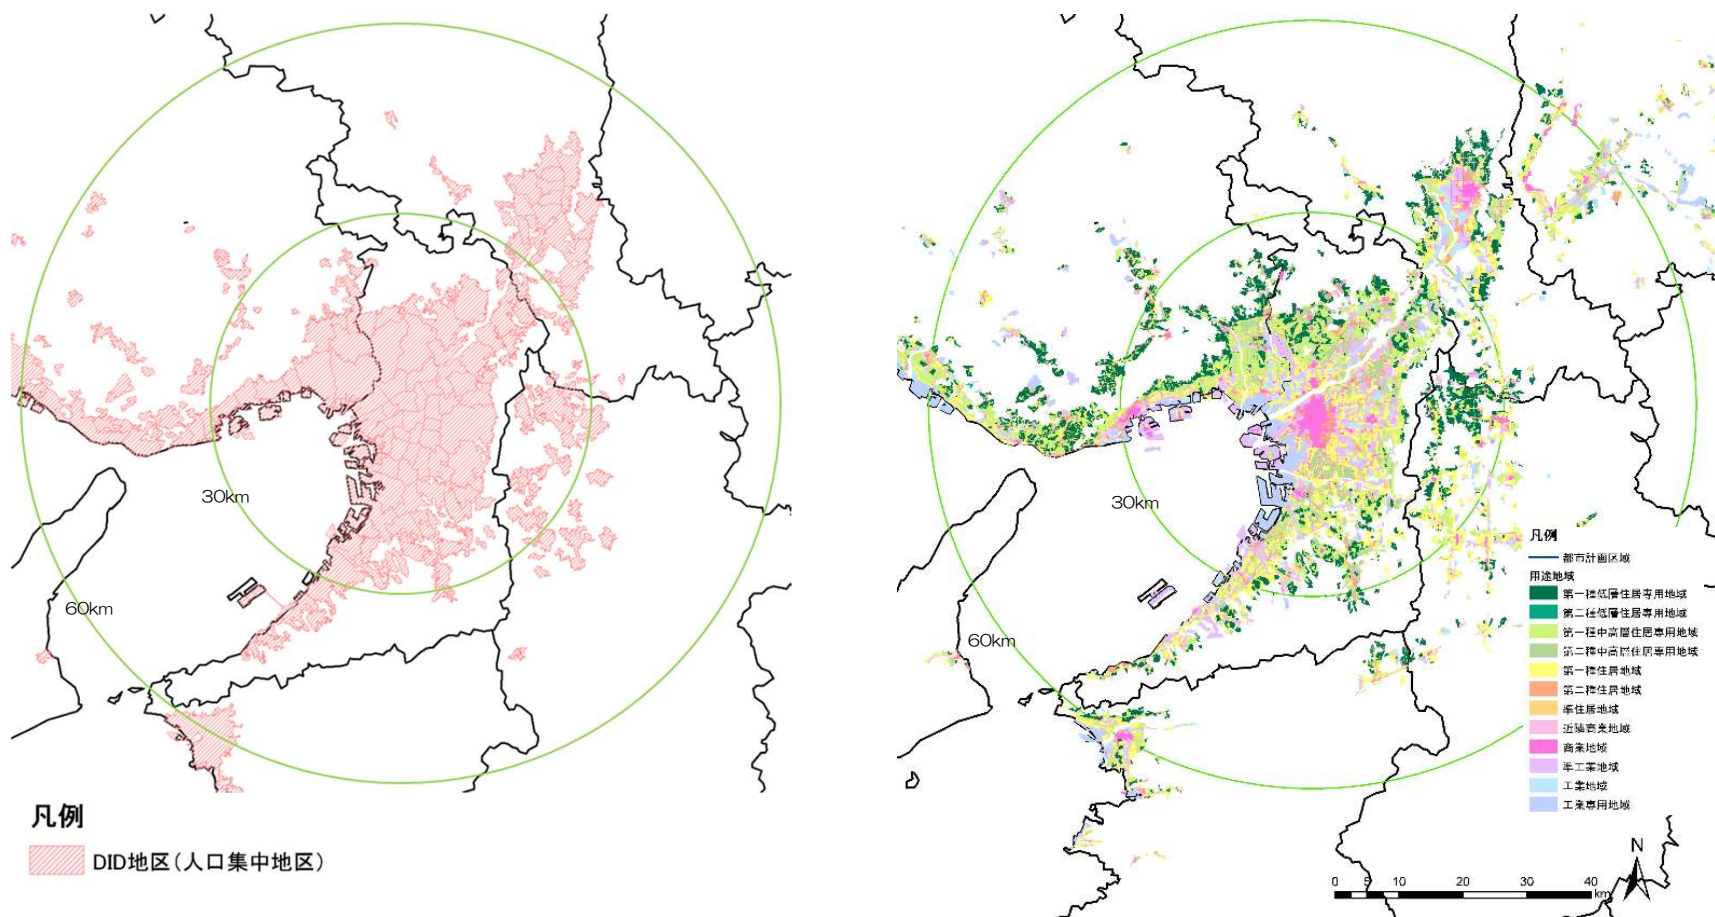 30km
60km
凡例
DID地区(人口集中地区)
30km
60km
凡例
都市計画区域
用途地域
第一種低層住居専用地域
第二種低層住居専用地域
第一種中高層住居専用地域
第二種中高層住居専用地域
第一種住居地域
第二種住居地域
準住居地域
近隣商業地域
商業地域
準工業地域
工業地域
工業専用地域
N
0 5 10 20 30 40
km